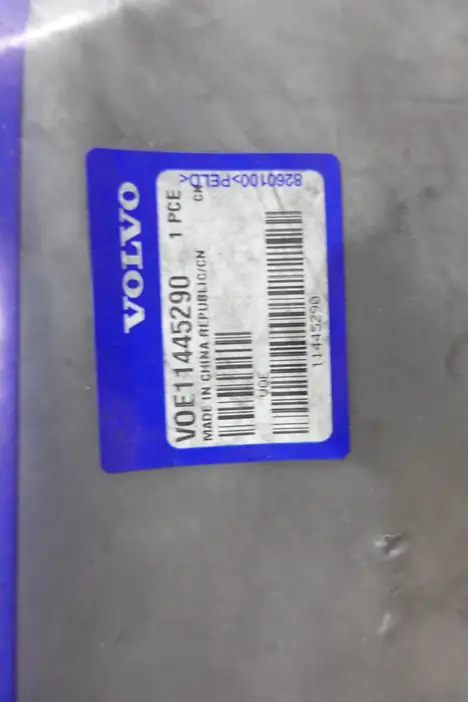 VOLVO
VOE11445290 1 PCE
MADE IN CHINA REPUBLIC/CN CN
VOE
11445290
8260100>PELD<